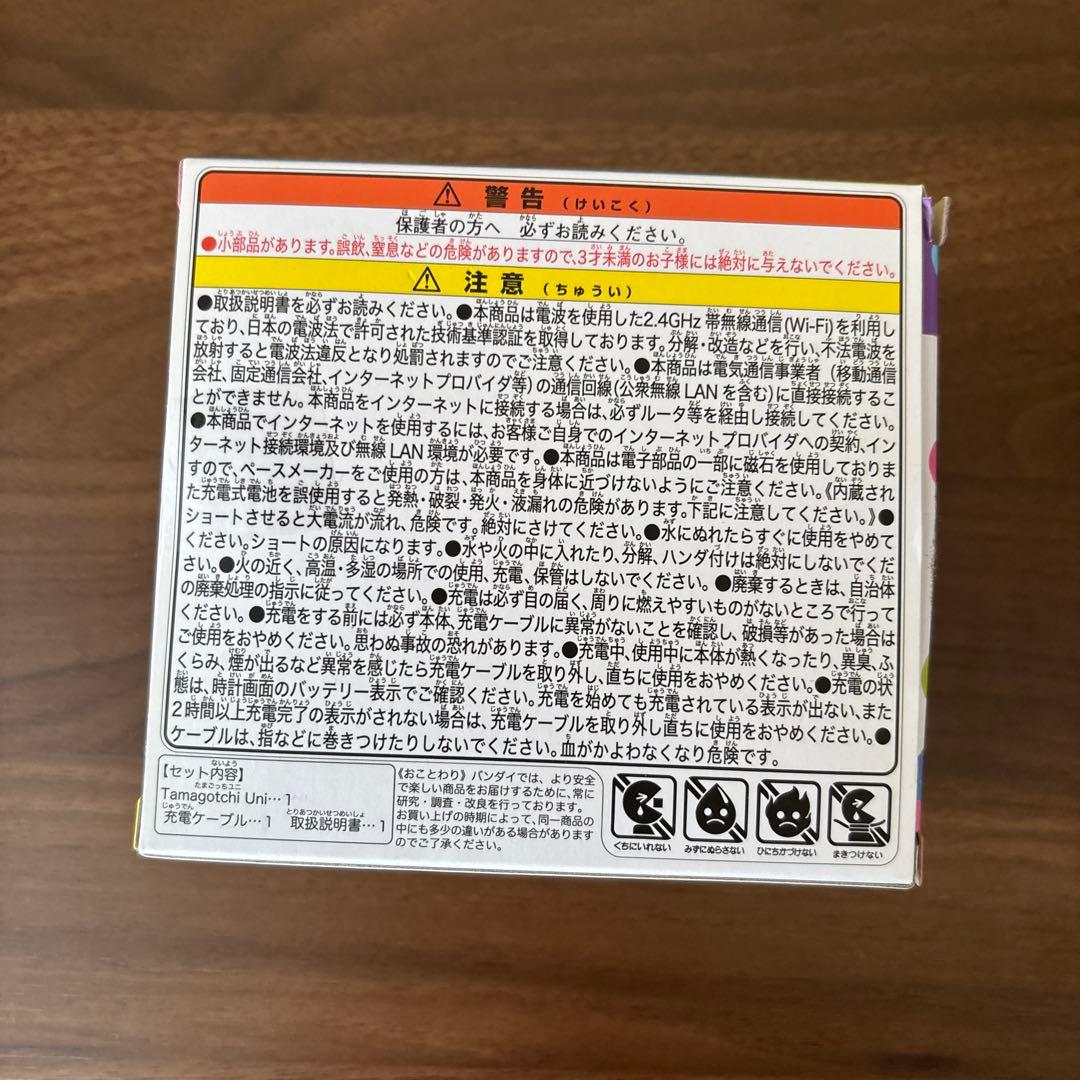 ⚠ 警告(けいこく)
保護者の方へ 必ずお読みください。
●小部品があります。誤飲、窒息などの危険がありますので、3才未満のお子様には絶対に与えないでください。
⚠ 注意(ちゅうい)
●取扱説明書を必ずお読みください。●本商品は電波を使用した2.4GHz 帯無線通信(Wi-Fi)を利用し
ており、日本の電波法で許可された技術基準認証を取得しております。分解・改造などを行い、不法電波を
放射すると電波法違反となり処罰されますのでご注意ください。●本商品は電気通信事業者(移動通信
会社、固定通信会社、インターネットプロバイダ等)の通信回線(公衆無線 LAN を含む)に直接接続するこ
とができません。本商品をインターネットに接続する場合は、必ずルータ等を経由し接続してください。
●本商品でインターネットを使用するには、お客様ご自身でのインターネットプロバイダへの契約、イン
ターネット接続環境及び無線 LAN 環境が必要です。●本商品は電子部品の一部に磁石を使用しておりま
すので、ペースメーカーをご使用の方は、本商品を身体に近づけないようにご注意ください。《内蔵され
た充電式電池を誤使用すると発熱・破裂・発火・液漏れの危険があります。下記に注意してください。》●
ショートさせると大電流が流れ、危険です。絶対にさけてください。●水にぬれたらすぐに使用をやめて
ください。ショートの原因になります。●水や火の中に入れたり、分解、ハンダ付けは絶対にしないでくだ
さい。●火の近く、高温・多湿の場所での使用、充電、保管はしないでください。●廃棄するときは、自治体
の廃棄処理の指示に従ってください。●充電は必ず目の届く、周りに燃えやすいものがないところで行って
ください。●充電をする前には必ず本体、充電ケーブルに異常がないことを確認し、破損等があった場合は
ご使用をおやめください。思わぬ事故の恐れがあります。●充電中、使用中に本体が熱くなったり、異臭、ふ
くらみ、煙が出るなど異常を感じたら充電ケーブルを取り外し、直ちに使用をおやめください。●充電の状
態は、時計画面のバッテリー表示でご確認ください。充電を始めても充電されている表示が出ない、また
2時間以上充電完了の表示がされない場合は、充電ケーブルを取り外し直ちに使用をおやめください。●
ケーブルは、指などに巻きつけたりしないでください。血がかよわなくなり危険です。
【セット内容】
Tamagotchi Uni…1
充電ケーブル…1 取扱説明書…1
《おことわり》バンダイでは、より安全
で楽しい商品をお届けするために、常に
研究・調査・改良を行っております。
お買い上げの時期によって、同一商品の
中にも多少の違いがある場合があります
のでご了承ください。
くちにいれない みずにぬらさない ひにちかづけない まきつけない